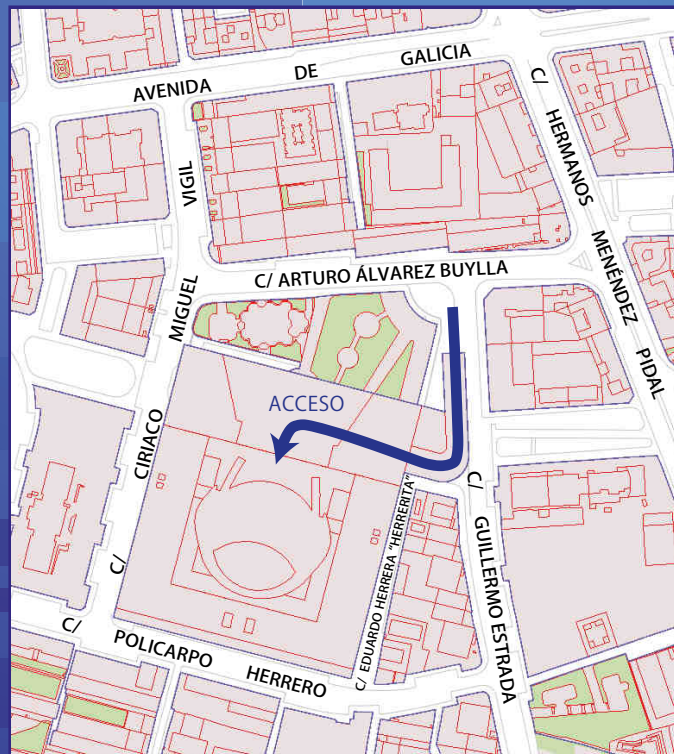 AVENIDA DE GALICIA
C/ HERMANOS MENÉNDEZ PIDAL
C/ CIRIACO MIGUEL VIGIL
C/ ARTURO ÁLVAREZ BUYLLA
ACCESO
C/ EDUARDO HERRERA "HERRERITA"
C/ GUILLERMO ESTRADA
C/ POLICARPO HERRERO